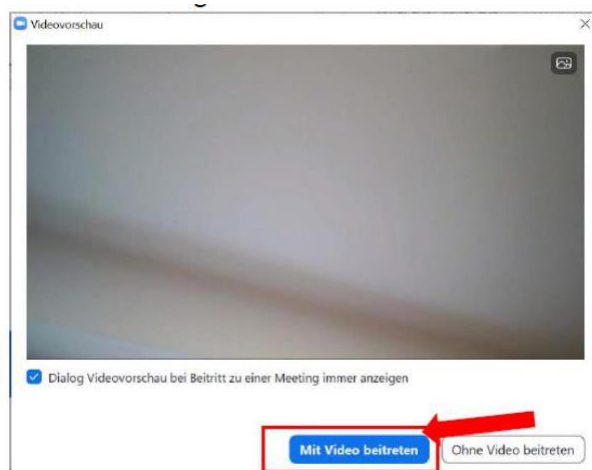 Videovorschau
Dialog Videovorschau bei Beitritt zu einer Meeting immer anzeigen
Mit Video beitreten
Ohne Video beitreten